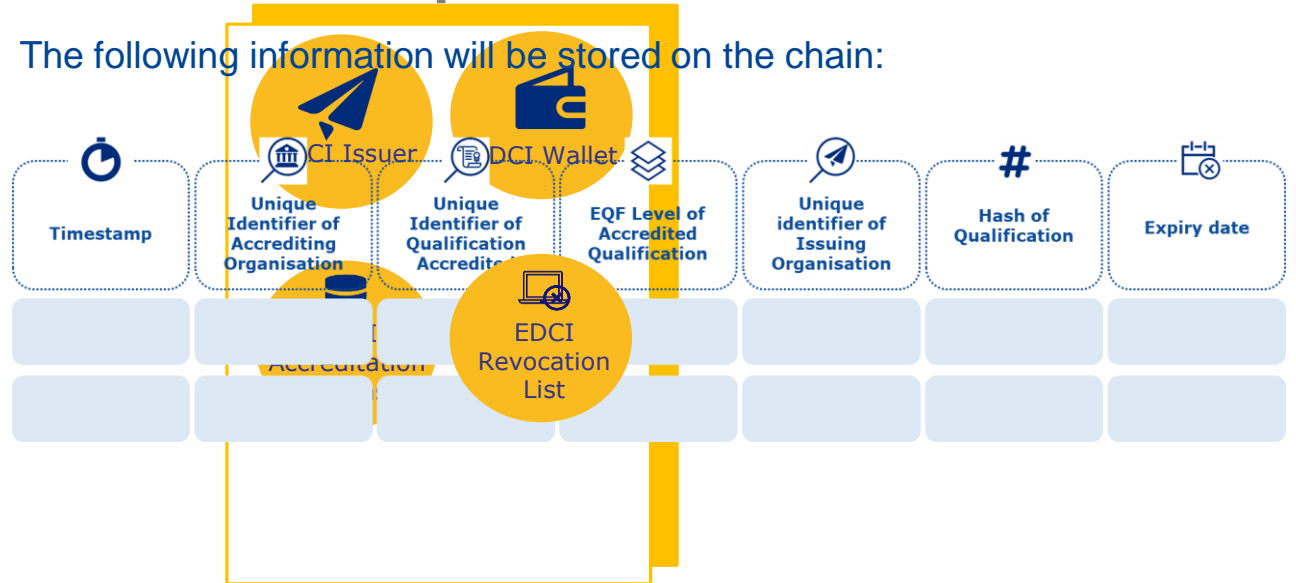 The following information will be stored on the chain:
CI Issuer
DCI Wallet
Timestamp
Unique
Identifier of
Accrediting
Organisation
Unique
Identifier of
Qualification
EQF Level of
Accredited
Qualification
Unique
identifier of
Issuing
Organisation
#
Hash of
Qualification
Expiry date
Accreditation
EDCI
Revocation
List